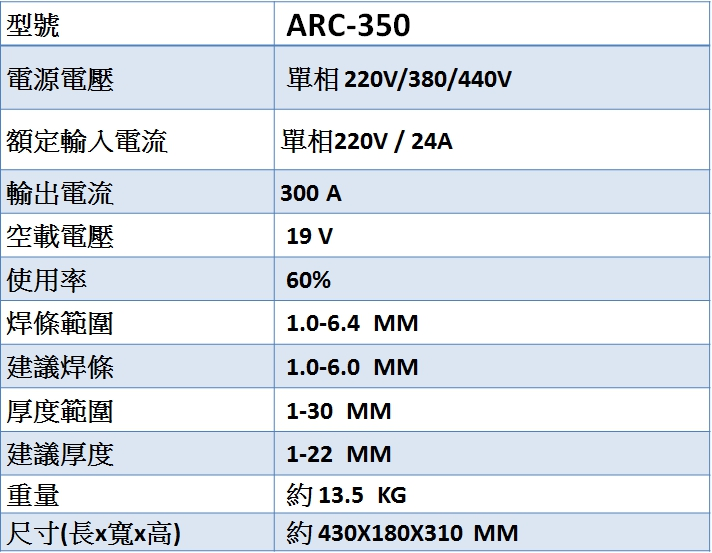 型號 ARC-350
電源電壓 單相 220V/380/440V
額定輸入電流 單相220V / 24A
輸出電流 300 A
空載電壓 19 V
使用率 60%
焊條範圍 1.0-6.4 MM
建議焊條 1.0-6.0 MM
厚度範圍 1-30 MM
建議厚度 1-22 MM
重量 約 13.5 KG
尺寸(長x寬x高) 約 430X180X310 MM